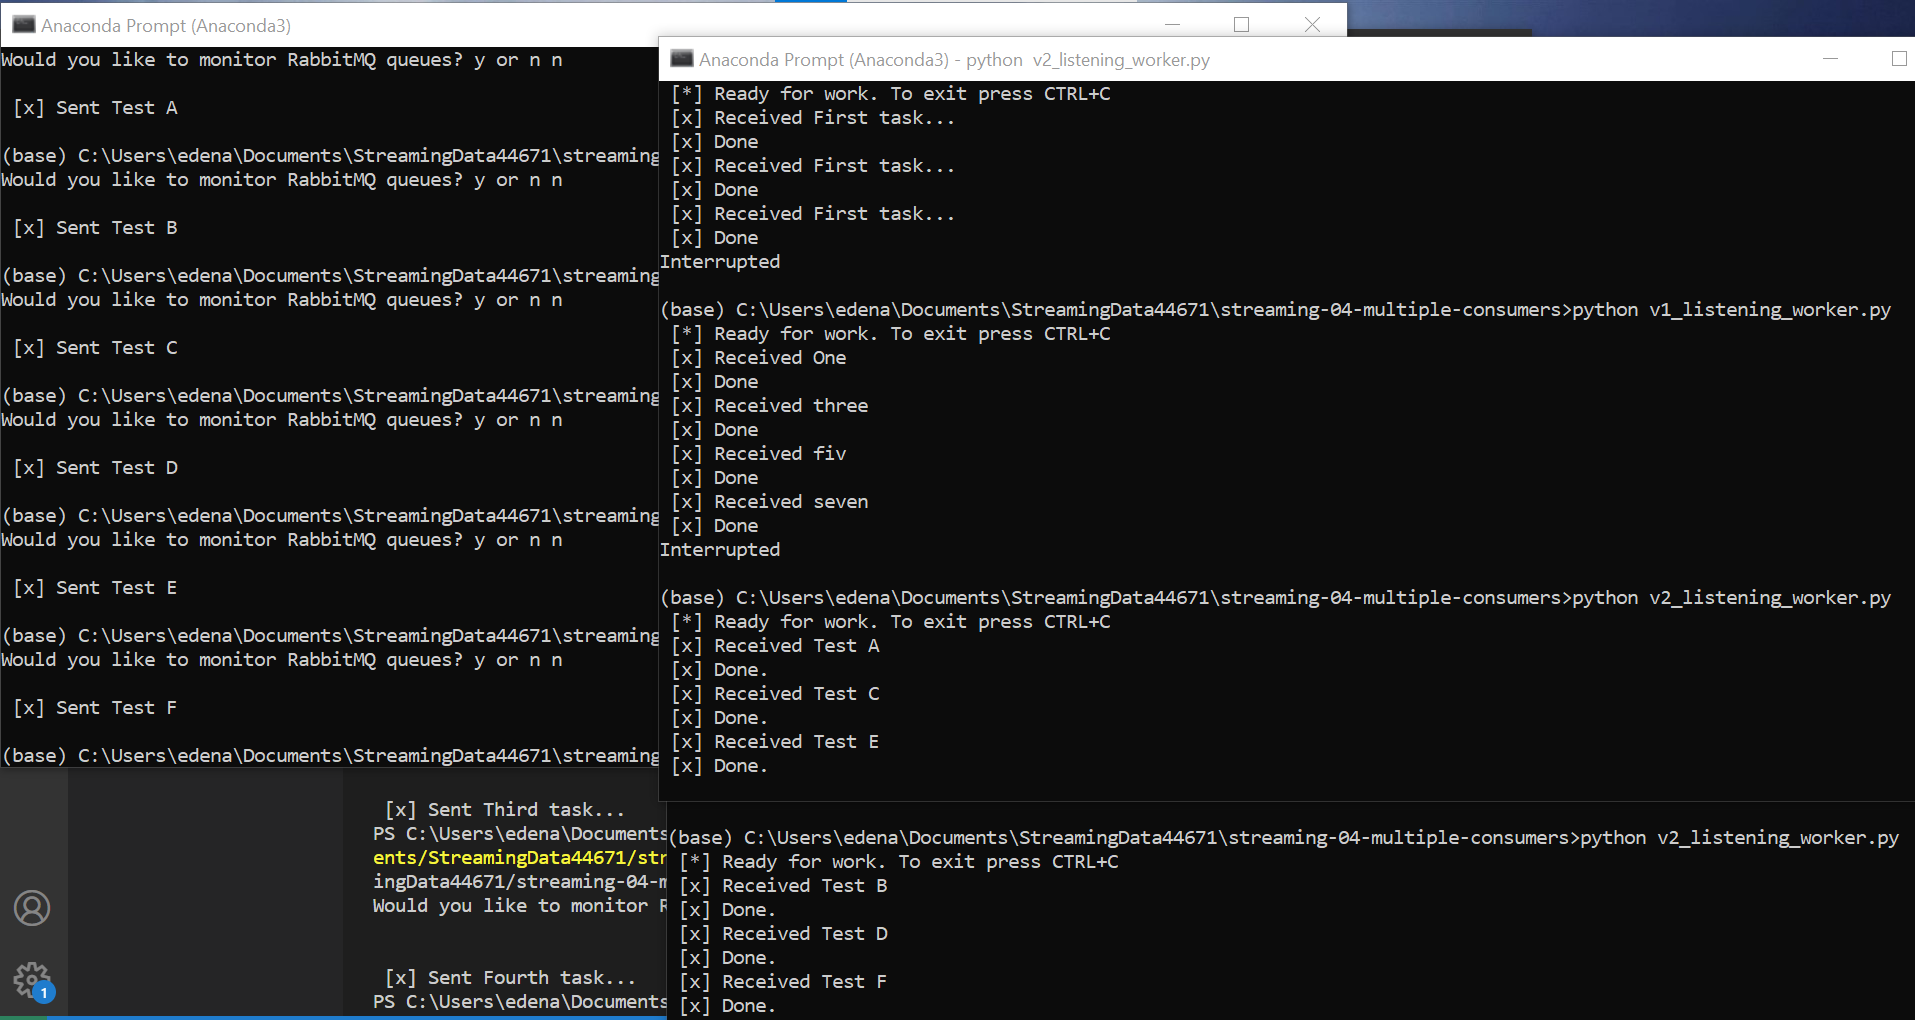 Anaconda Prompt (Anaconda3)
Would you like to monitor RabbitMQ queues? y or n n
[x] Sent Test A
(base) C:\Users\edena\Documents\StreamingData44671\streaming
Would you like to monitor RabbitMQ queues? y or n n
[x] Sent Test B
(base) C:\Users\edena\Documents\StreamingData44671\streaming
Would you like to monitor RabbitMQ queues? y or n n
[x] Sent Test C
(base) C:\Users\edena\Documents\StreamingData44671\streaming
Would you like to monitor RabbitMQ queues? y or n n
[x] Sent Test D
(base) C:\Users\edena\Documents\StreamingData44671\streaming
Would you like to monitor RabbitMQ queues? y or n n
[x] Sent Test E
(base) C:\Users\edena\Documents\StreamingData44671\streaming
Would you like to monitor RabbitMQ queues? y or n n
[x] Sent Test F
(base) C:\Users\edena\Documents\StreamingData44671\streaming
Anaconda Prompt (Anaconda3) - python  v2_listening_worker.py
[*] Ready for work. To exit press CTRL+C
[x] Received First task...
[x] Done
[x] Received First task...
[x] Done
[x] Received First task...
[x] Done
Interrupted
(base) C:\Users\edena\Documents\StreamingData44671\streaming-04-multiple-consumers>python v1_listening_worker.py
[*] Ready for work. To exit press CTRL+C
[x] Received One
[x] Done
[x] Received three
[x] Done
[x] Received fiv
[x] Done
[x] Received seven
[x] Done
Interrupted
(base) C:\Users\edena\Documents\StreamingData44671\streaming-04-multiple-consumers>python v2_listening_worker.py
[*] Ready for work. To exit press CTRL+C
[x] Received Test A
[x] Done.
[x] Received Test C
[x] Done.
[x] Received Test E
[x] Done.
[x] Sent Third task...
PS C:\Users\edena\Documents
ents/StreamingData44671/str
ingData44671/streaming-04-m
Would you like to monitor R
[x] Sent Fourth task...
PS C:\Users\edena\Documents
1
(base) C:\Users\edena\Documents\StreamingData44671\streaming-04-multiple-consumers>python v2_listening_worker.py
[*] Ready for work. To exit press CTRL+C
[x] Received Test B
[x] Done.
[x] Received Test D
[x] Done.
[x] Received Test F
[x] Done.